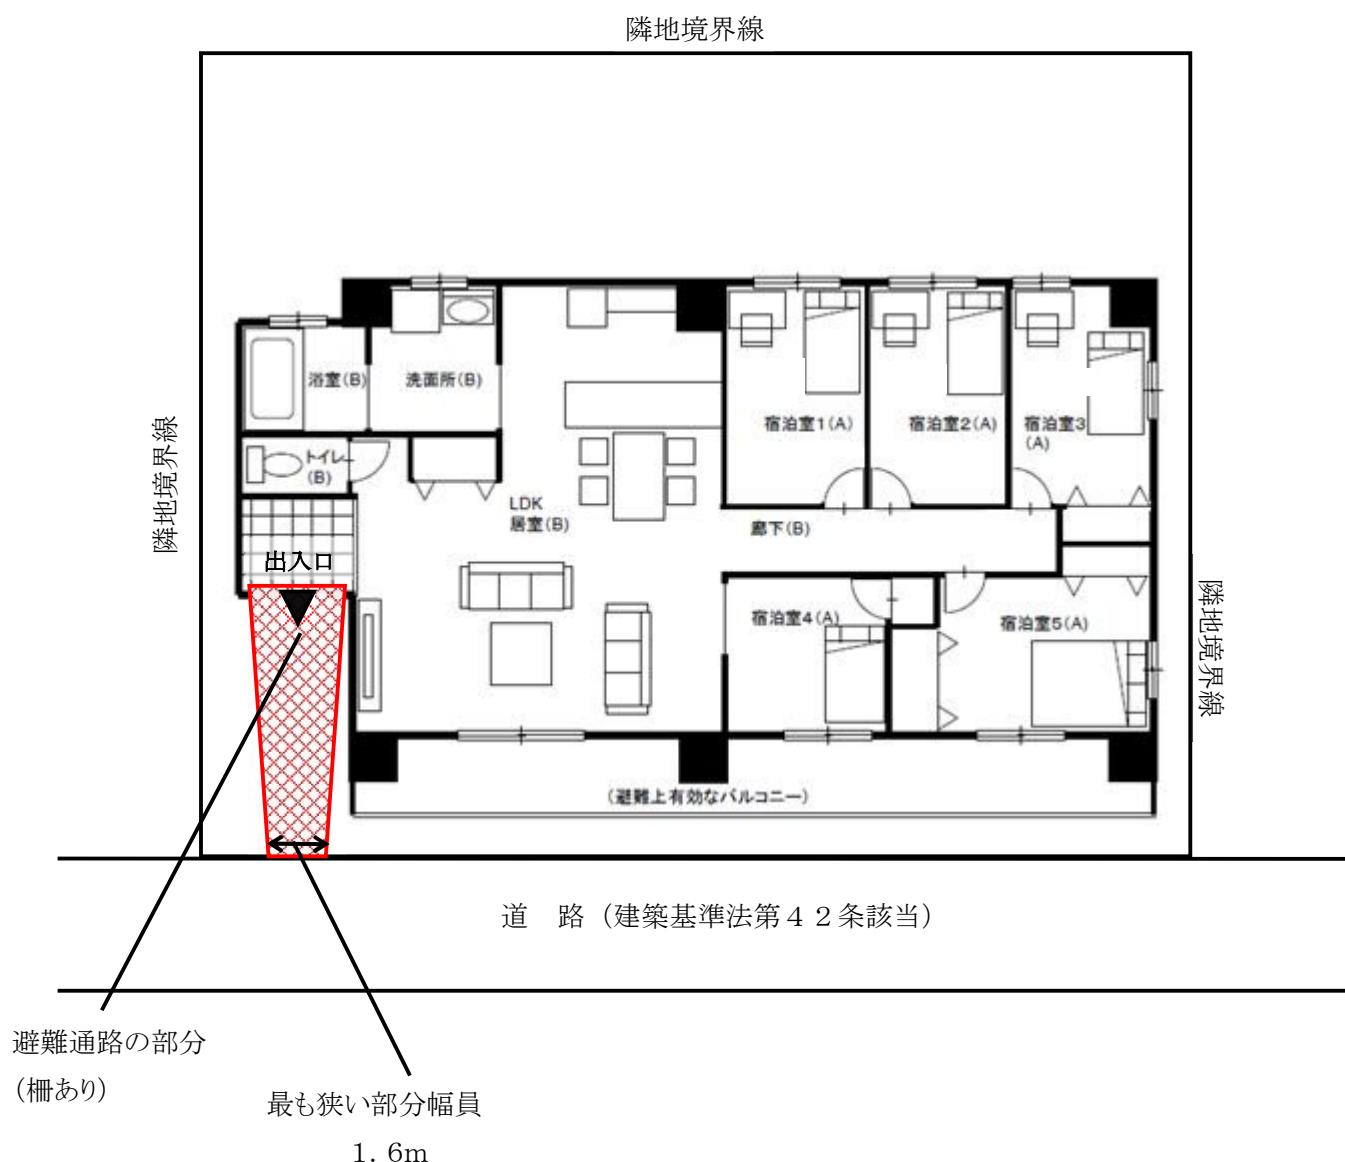 隣地境界線
浴室(B)
洗面所(B)
宿泊室1(A)
宿泊室2(A)
宿泊室3
(A)
隣地境界線
トイレ
(B)
LDK
居室(B)
廊下(B)
出入口
宿泊室4(A)
宿泊室5(A)
隣地境界線
(避難上有効なバルコニー)
道　路（建築基準法第４２条該当）
避難通路の部分
（柵あり）
最も狭い部分幅員
１．６ｍ